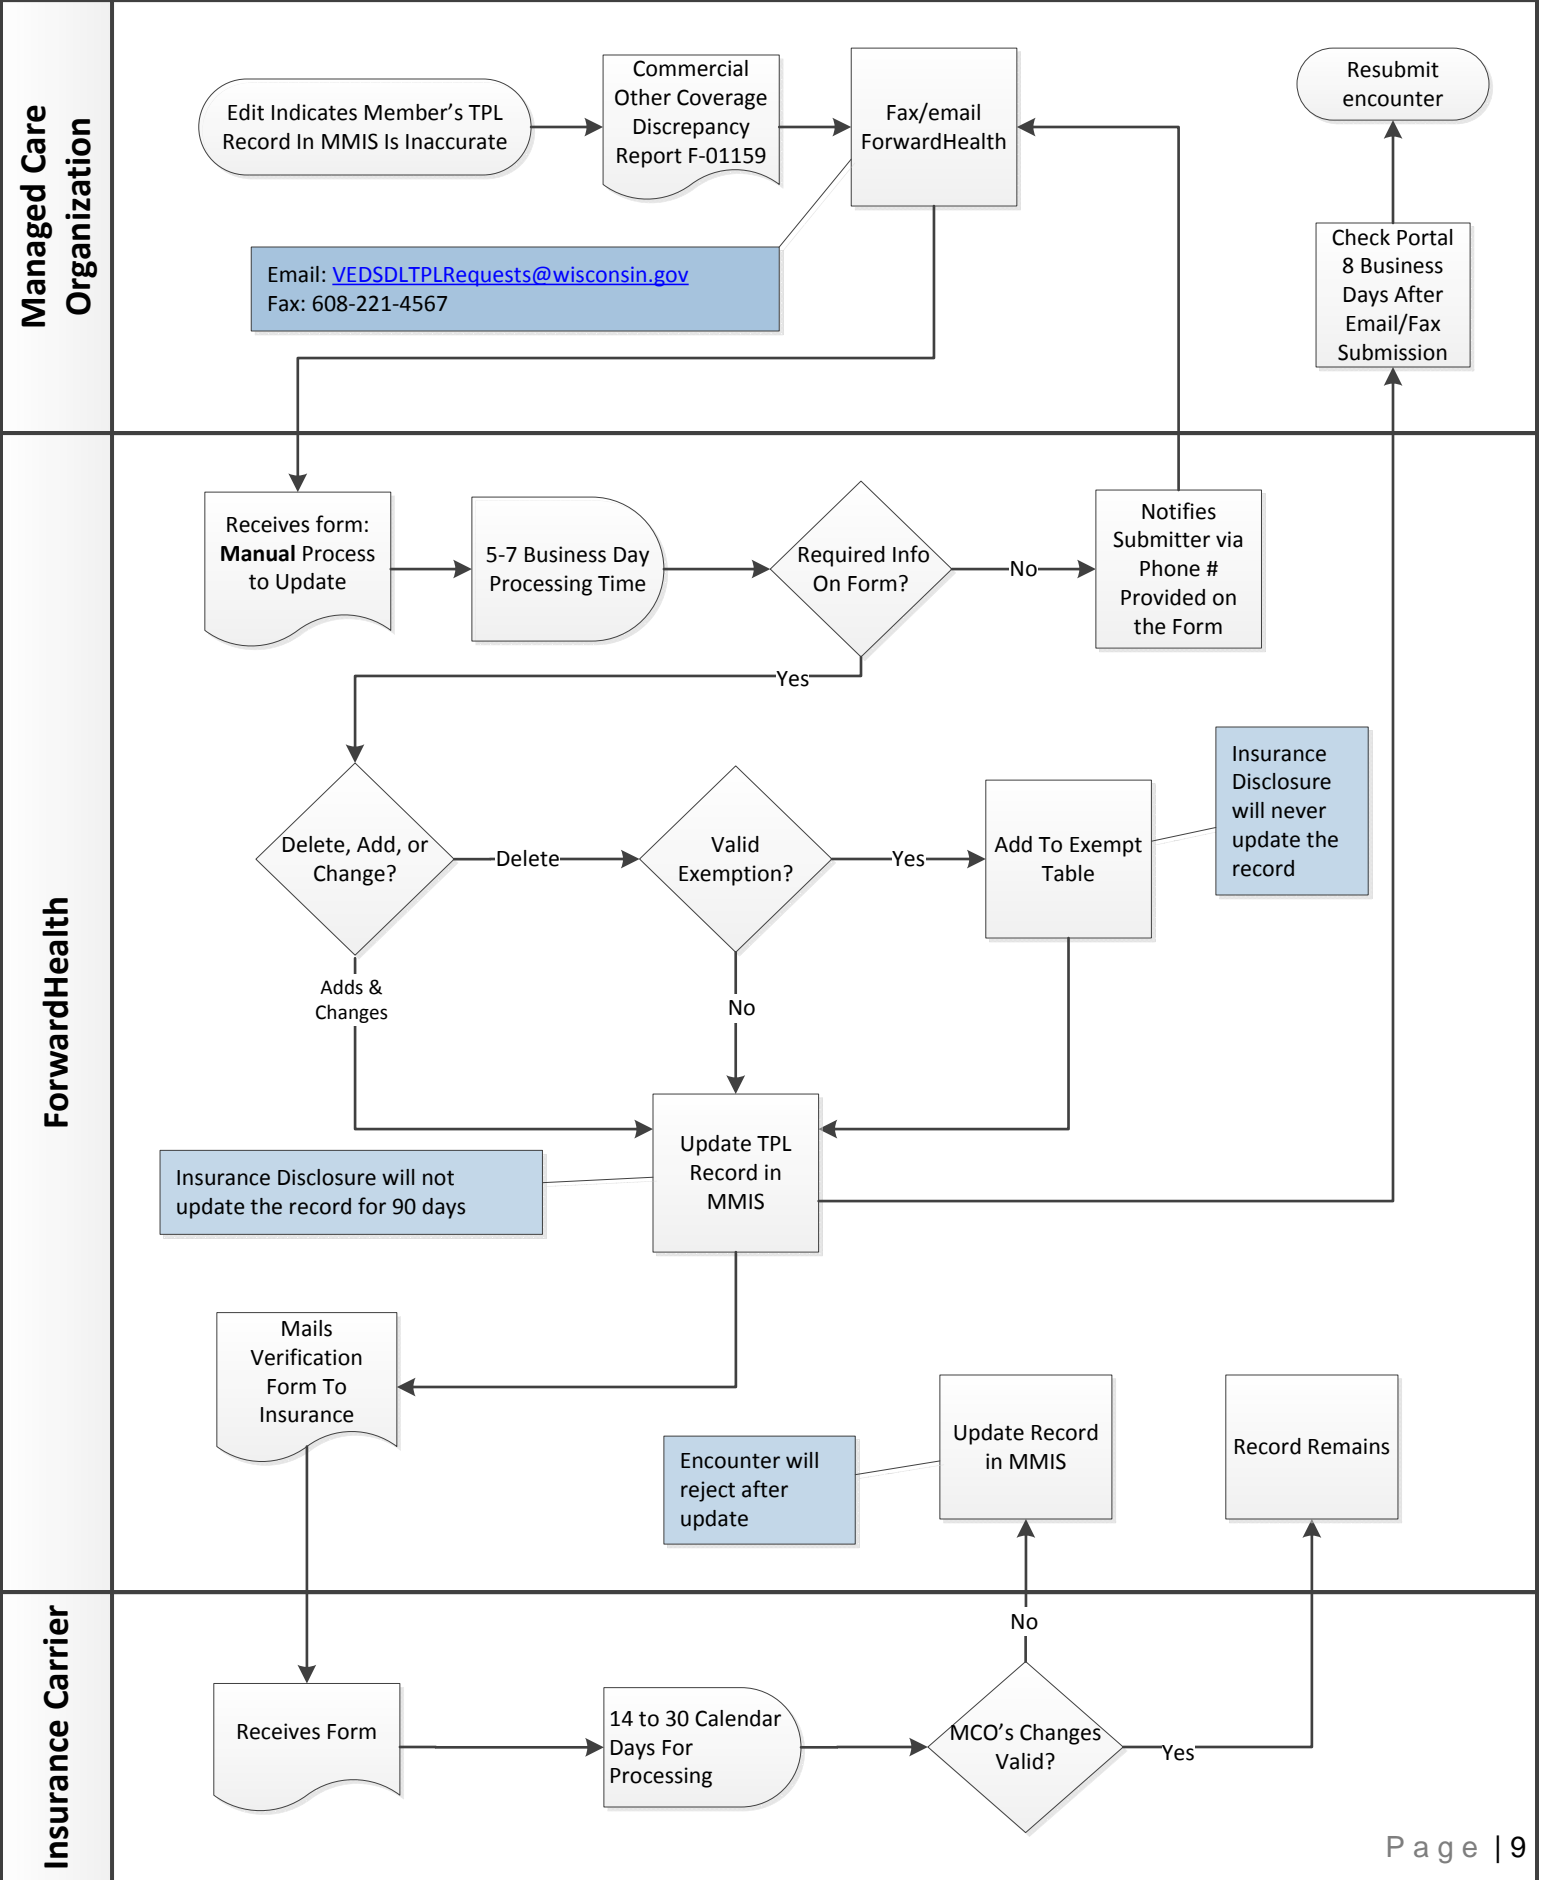 Managed Care
Organization
Edit Indicates Member's TPL
Record In MMIS Is Inaccurate
Commercial
Other Coverage
Discrepancy
Report F-01159
Fax/email
ForwardHealth
Resubmit
encounter
Email: VEDSDLTPLRequests@wisconsin.gov
Fax: 608-221-4567
Check Portal
8 Business
Days After
Email/Fax
Submission
ForwardHealth
Receives form:
Manual Process
to Update
5-7 Business Day
Processing Time
Required Info
On Form?
No
Notifies
Submitter via
Phone #
Provided on
the Form
Yes
Delete, Add, or
Change?
Delete
Valid
Exemption?
Yes
Add To Exempt
Table
Insurance
Disclosure
will never
update the
record
Adds &
Changes
No
Update TPL
Record in
MMIS
Insurance Disclosure will not
update the record for 90 days
Mails
Verification
Form To
Insurance
Encounter will
reject after
update
Update Record
in MMIS
Record Remains
Insurance Carrier
No
Receives Form
14 to 30 Calendar
Days For
Processing
MCO's Changes
Valid?
Yes
Page | 9